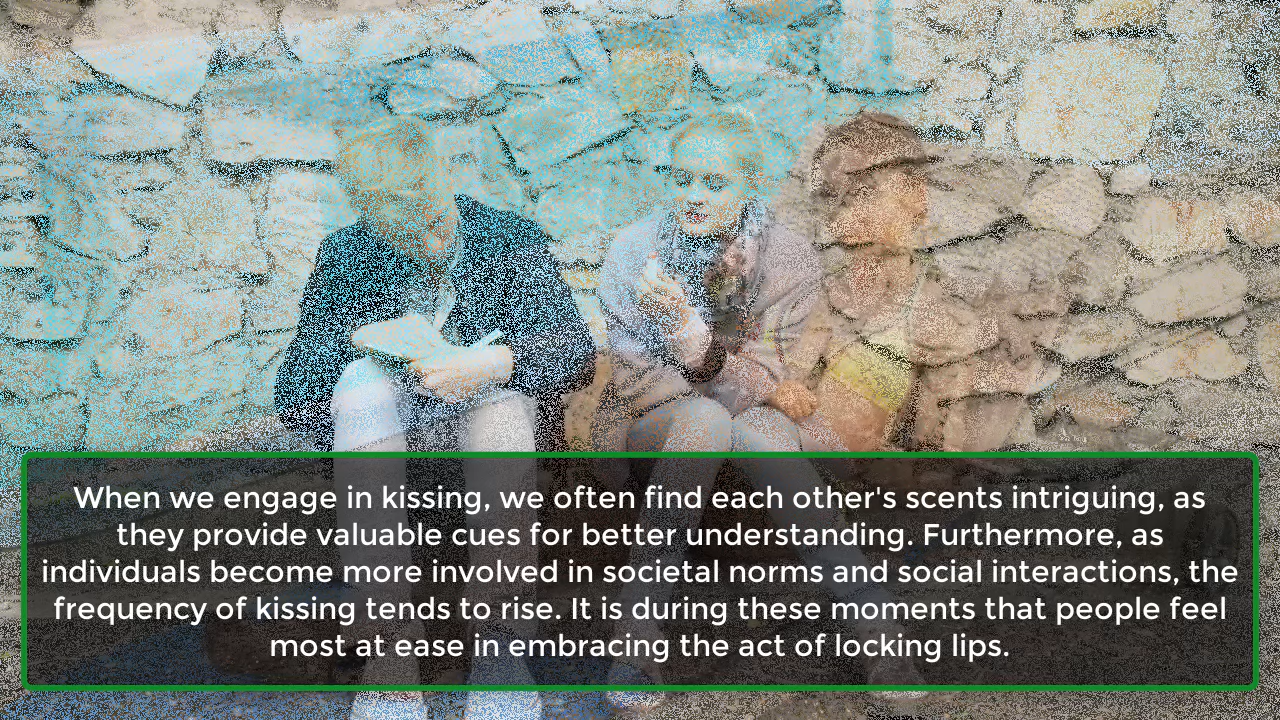 When we engage in kissing, we often find each other's scents intriguing, as
they provide valuable cues for better understanding. Furthermore, as
individuals become more involved in societal norms and social interactions, the
frequency of kissing tends to rise. It is during these moments that people feel
most at ease in embracing the act of locking lips.